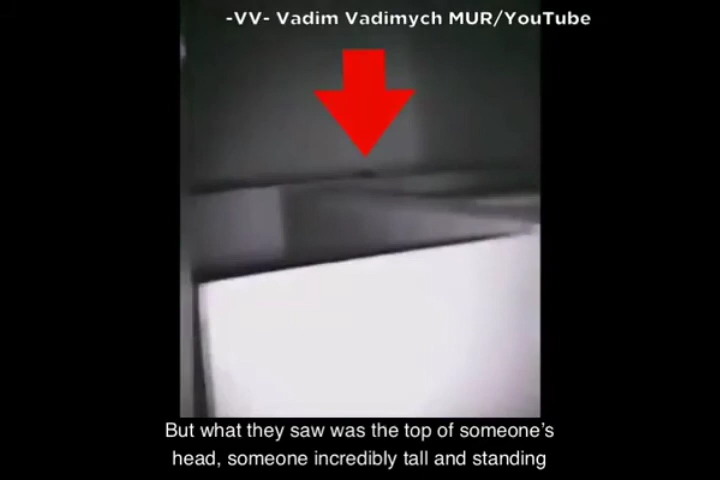 -VV- Vadim Vadimych MUR/YouTube
But what they saw was the top of someone's
head, someone incredibly tall and standing